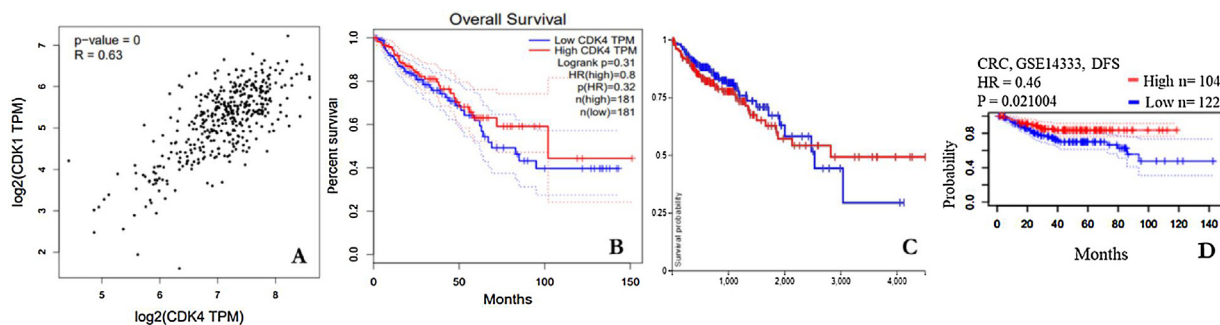 p-value = 0
R = 0.63
log2(CDK1 TPM)
7
6
5
4
3
2
5
6
7
8
log2(CDK4 TPM)
A
Overall Survival
Low CDK4 TPM
High CDK4 TPM
Logrank p=0.31
HR(high)=0.8
p(HR)=0.32
n(high)=181
n(low)=181
Percent survival
1.0
0.8
0.6
0.4
0.2
0.0
0
50
100
150
Months
B
1
0.75
0.5
0.25
0
Survival probability
0
1,000
2,000
3,000
4,000
C
CRC, GSE14333, DFS
HR = 0.46
P = 0.021004
High n= 104
Low n= 122
Probability
0.8
0.4
0.0
0
20
40
60
80
100
120
140
Months
D